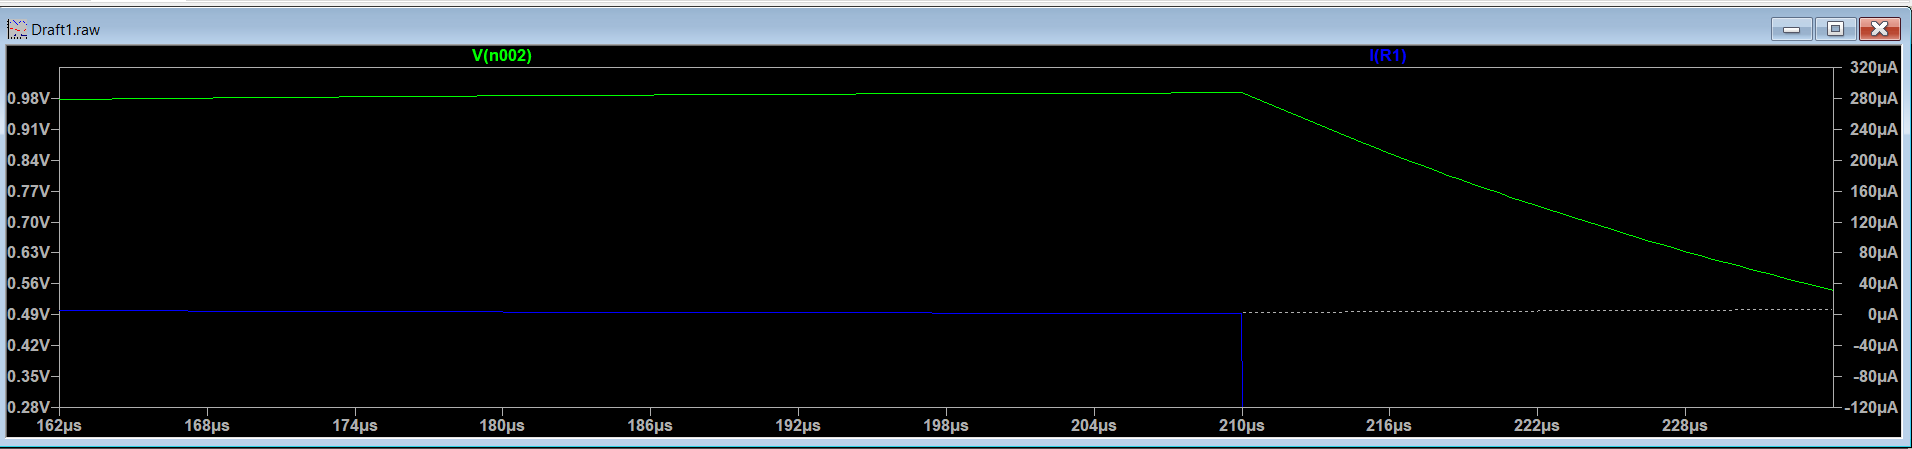 Draft1.raw
V(n002) I(R1)
0.98V
0.91V
0.84V
0.77V
0.70V
0.63V
0.56V
0.49V
0.42V
0.35V
0.28V
320µA
280µA
240µA
200µA
160µA
120µA
80µA
40µA
0µA
-40µA
-80µA
-120µA
162µs 168µs 174µs 180µs 186µs 192µs 198µs 204µs 210µs 216µs 222µs 228µs